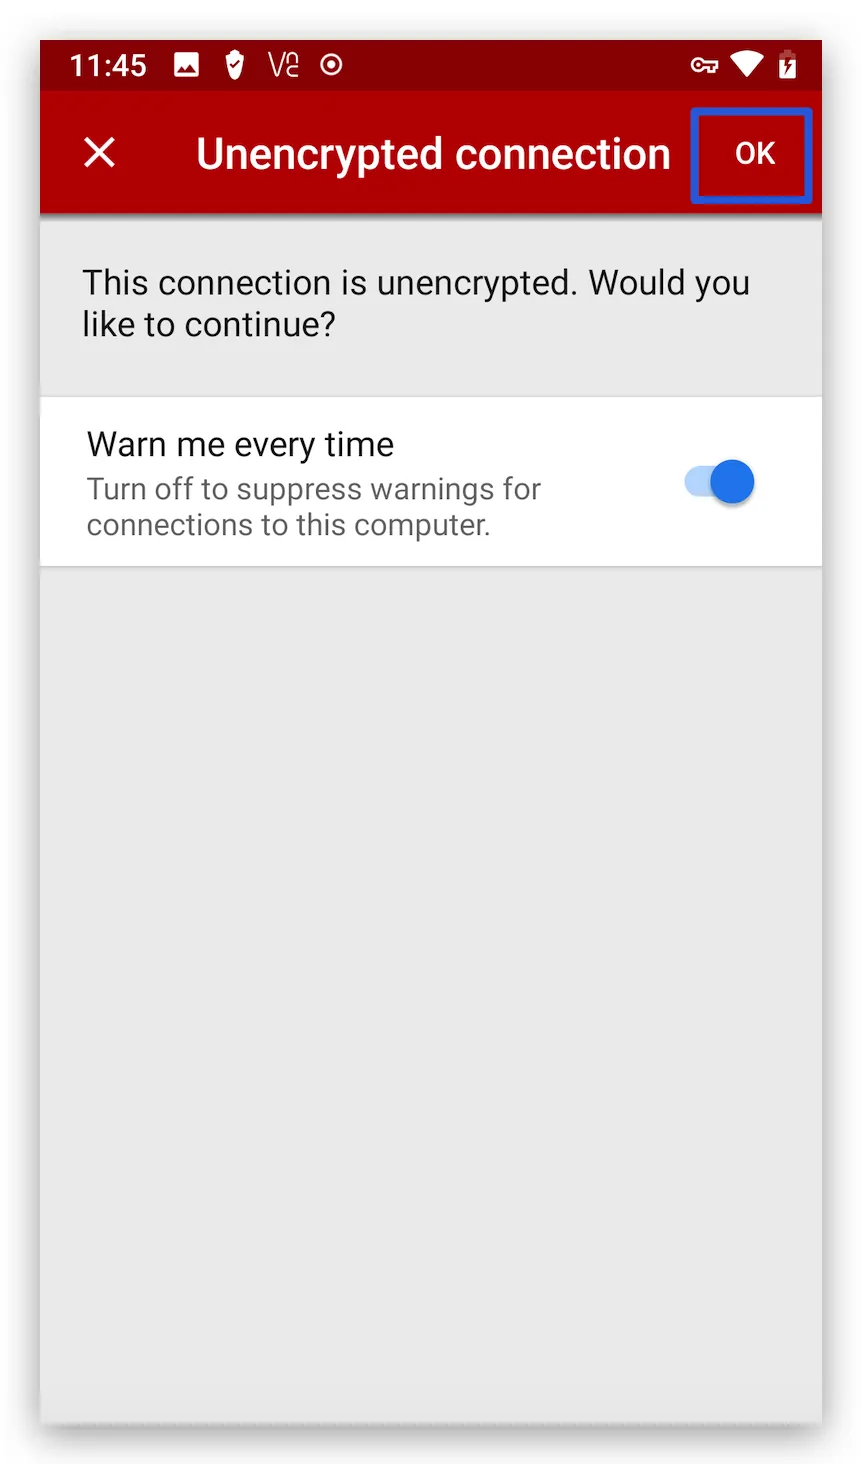 11:45
Unencrypted connection
OK
This connection is unencrypted. Would you
like to continue?
Warn me every time
Turn off to suppress warnings for
connections to this computer.